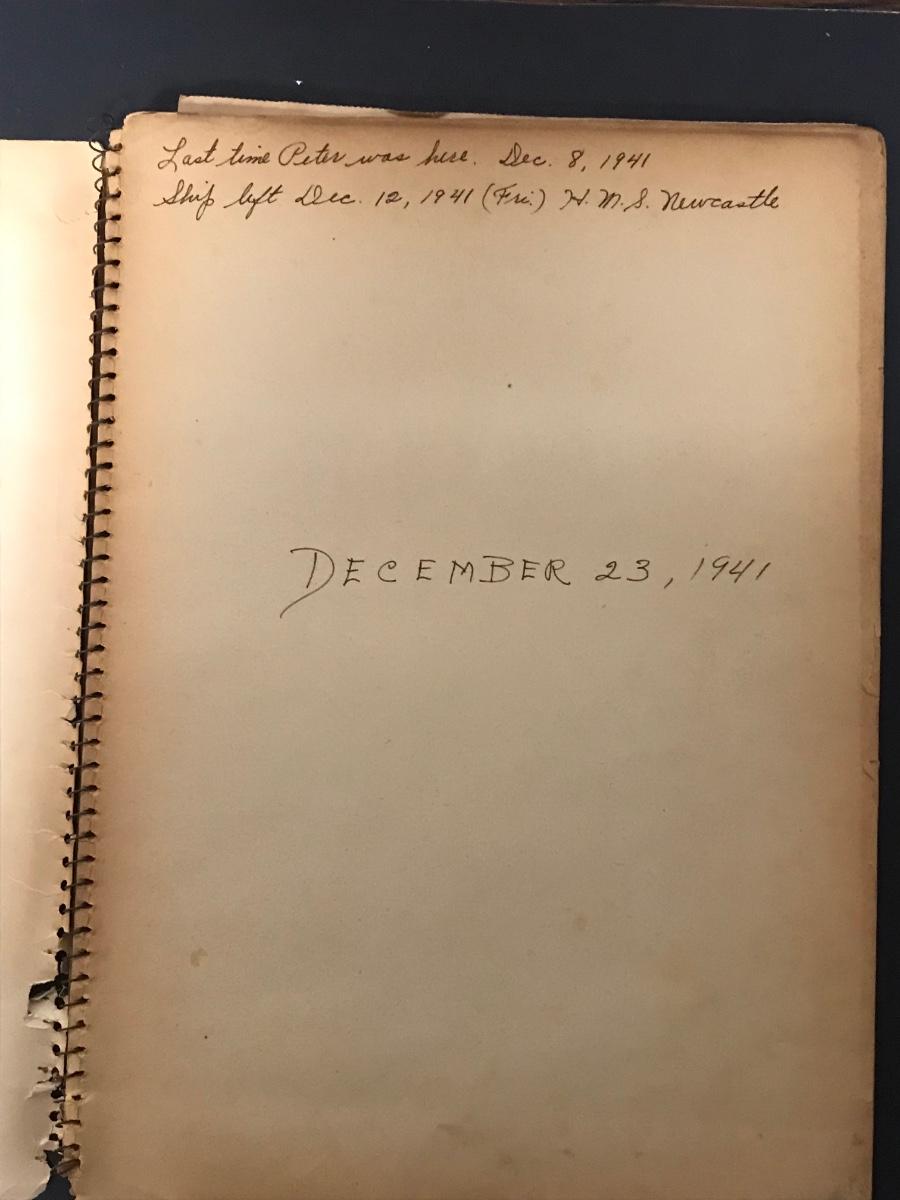 Last time Peter was here. Dec. 8, 1941
Ship left Dec. 12, 1941 (Fri.) H. M. S. Newcastle
DECEMBER 23, 1941